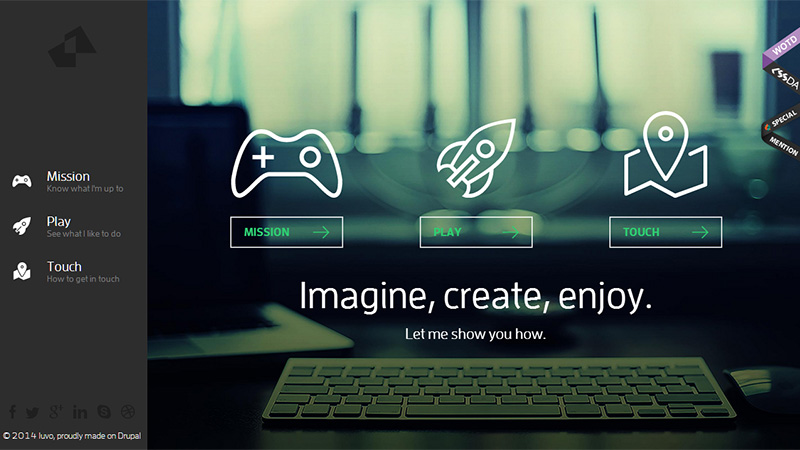 Mission
Know what I'm up to
Play
See what I like to do
Touch
How to get in touch
© 2014 luvo, proudly made on Drupal
MISSION
PLAY
TOUCH
Imagine, create, enjoy.
Let me show you how.
WOTD
CSSDA
SPECIAL
MENTION